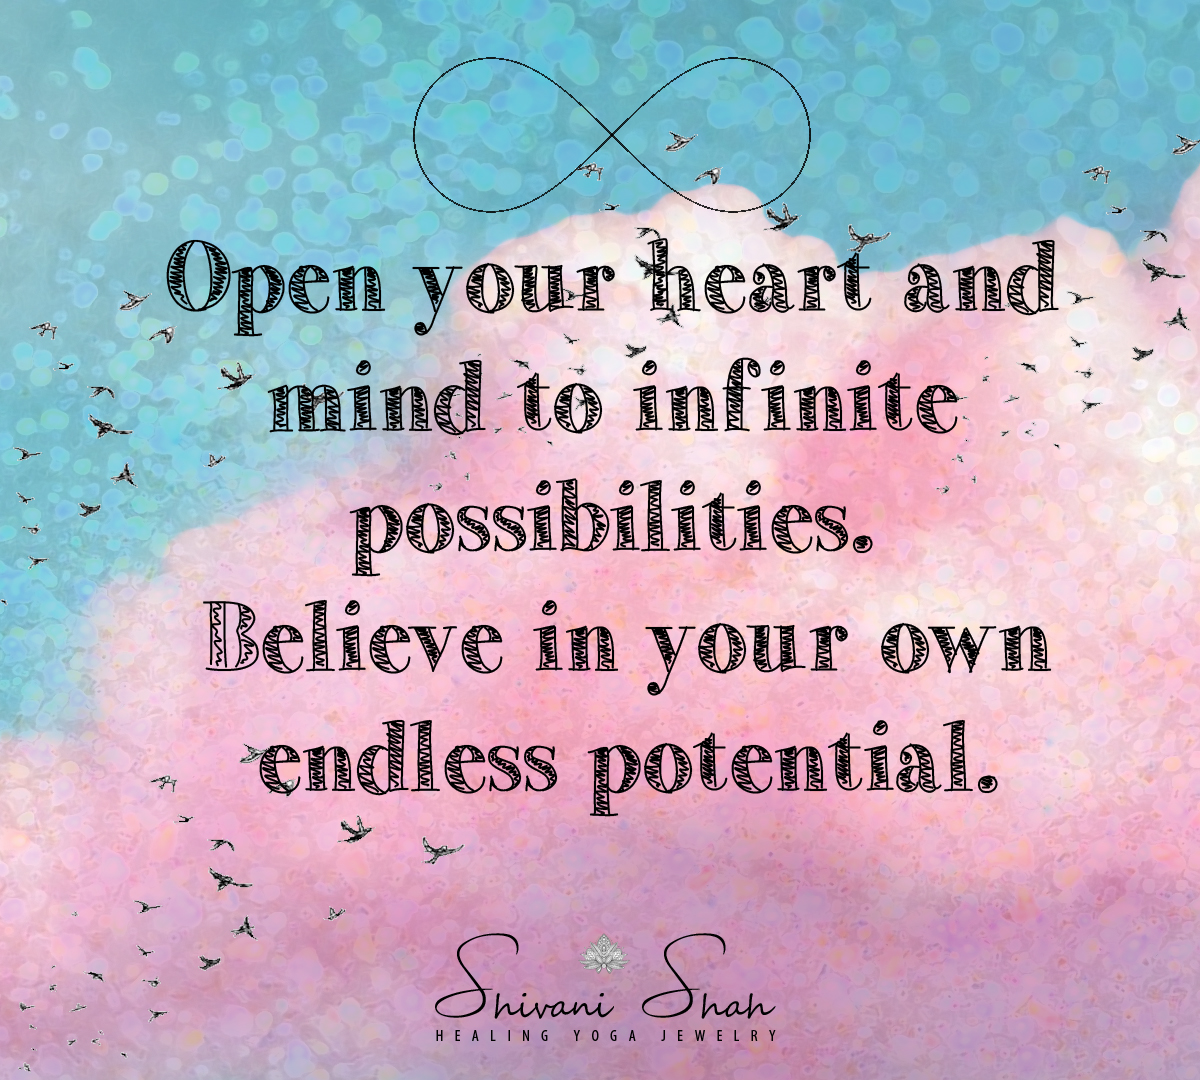 Open your heart and
mind to infinite
possibilities.
Believe in your own
endless potential.
Shivani Shah
HEALING YOGA JEWELRY